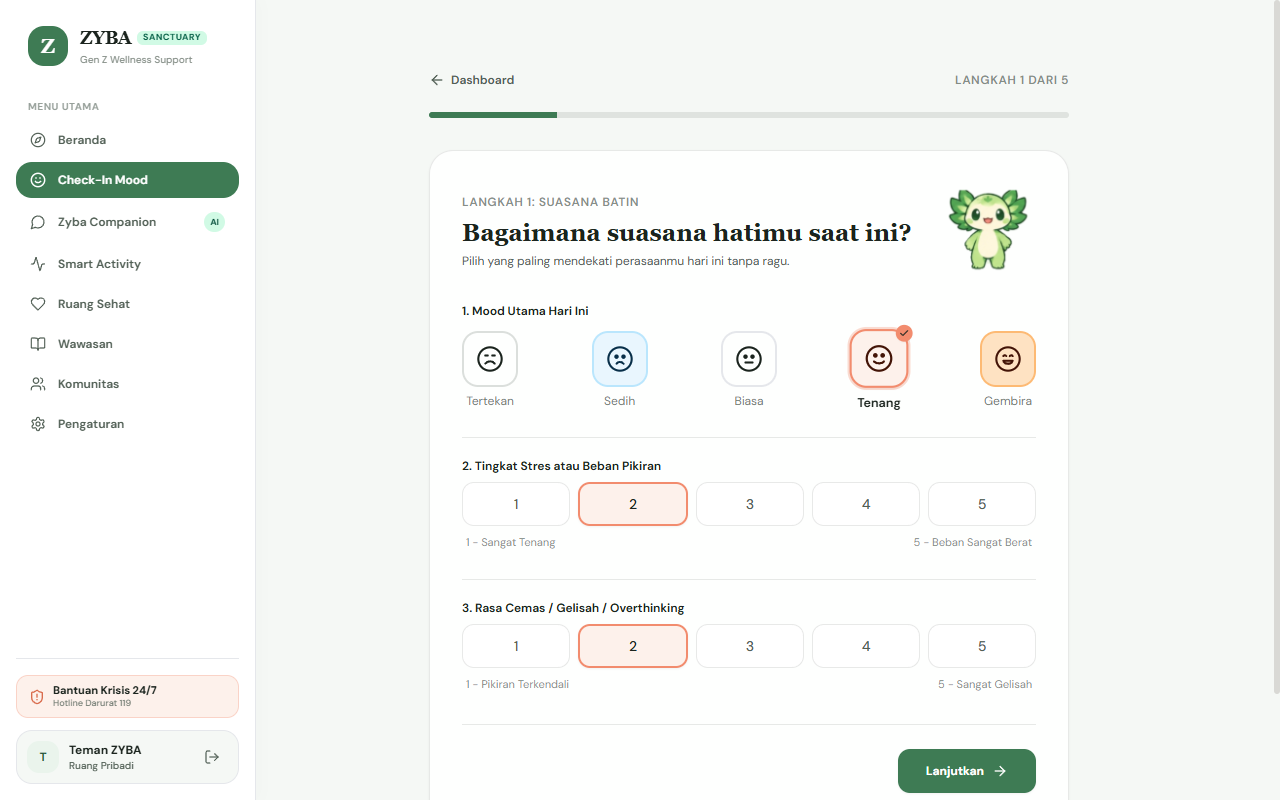 Z
ZYBA SANCTUARY
Gen Z Wellness Support
MENU UTAMA
Beranda
Check-In Mood
Zyba Companion AI
Smart Activity
Ruang Sehat
Wawasan
Komunitas
Pengaturan
Bantuan Krisis 24/7
Hotline Darurat 119
T
Teman ZYBA
Ruang Pribadi
Dashboard
LANGKAH 1 DARI 5
LANGKAH 1: SUASANA BATIN
Bagaimana suasana hatimu saat ini?
Pilih yang paling mendekati perasaanmu hari ini tanpa ragu.
1. Mood Utama Hari Ini
Tertekan Sedih Biasa Tenang Gembira
2. Tingkat Stres atau Beban Pikiran
1 2 3 4 5
1 - Sangat Tenang 5 - Beban Sangat Berat
3. Rasa Cemas / Gelisah / Overthinking
1 2 3 4 5
1 - Pikiran Terkendali 5 - Sangat Gelisah
Lanjutkan